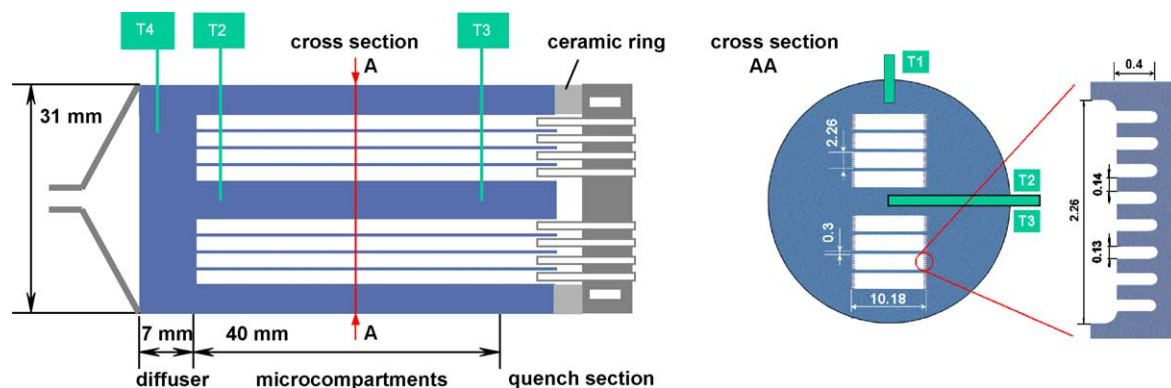 T4
T2
T3
cross section
A
ceramic ring
31 mm
A
7 mm
40 mm
diffuser
microcompartments
quench section
cross section
AA
T1
T2
T3
2.26
0.3
10.18
0.4
2.26
0.14
0.13